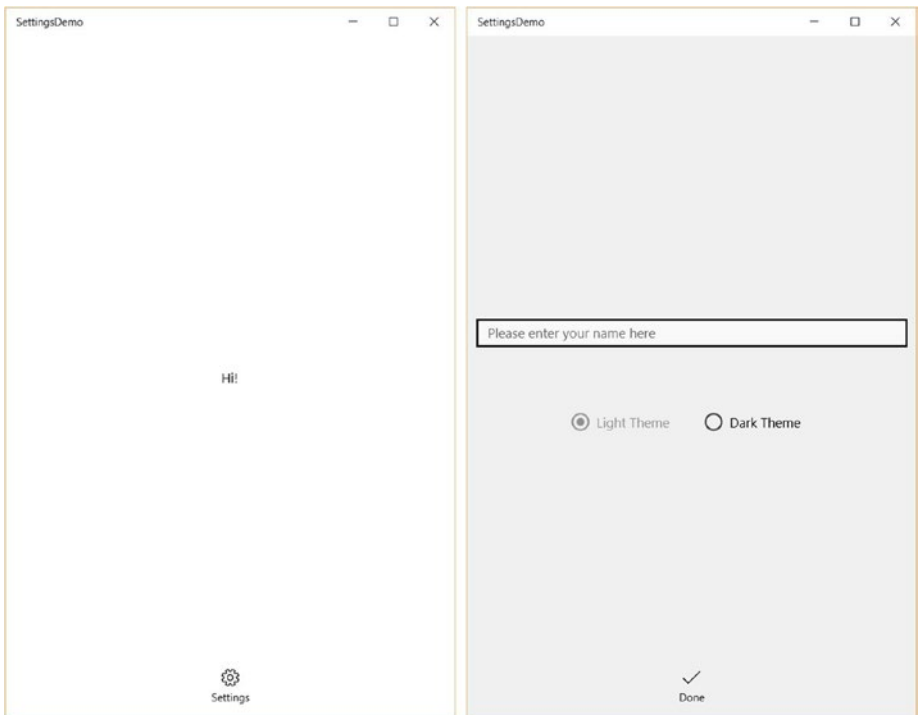 SettingsDemo
Hi!
Settings
SettingsDemo
Please enter your name here
Light Theme
Dark Theme
Done